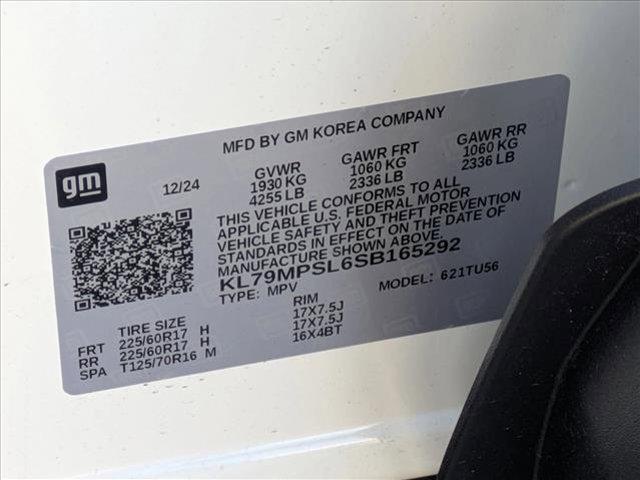 MFD BY GM KOREA COMPANY
gm
12/24
GVWR GAWR FRT GAWR RR
1930 KG 1060 KG 1060 KG
4255 LB 2336 LB 2336 LB
THIS VEHICLE CONFORMS TO ALL
APPLICABLE U.S. FEDERAL MOTOR
VEHICLE SAFETY AND THEFT PREVENTION
STANDARDS IN EFFECT ON THE DATE OF
MANUFACTURE SHOWN ABOVE.
KL79MPSL6SB165292
TYPE: MPV MODEL: 621TU56
TIRE SIZE RIM
FRT 225/60R17 H 17X7.5J
RR 225/60R17 H 17X7.5J
SPA T125/70R16 M 16X4BT